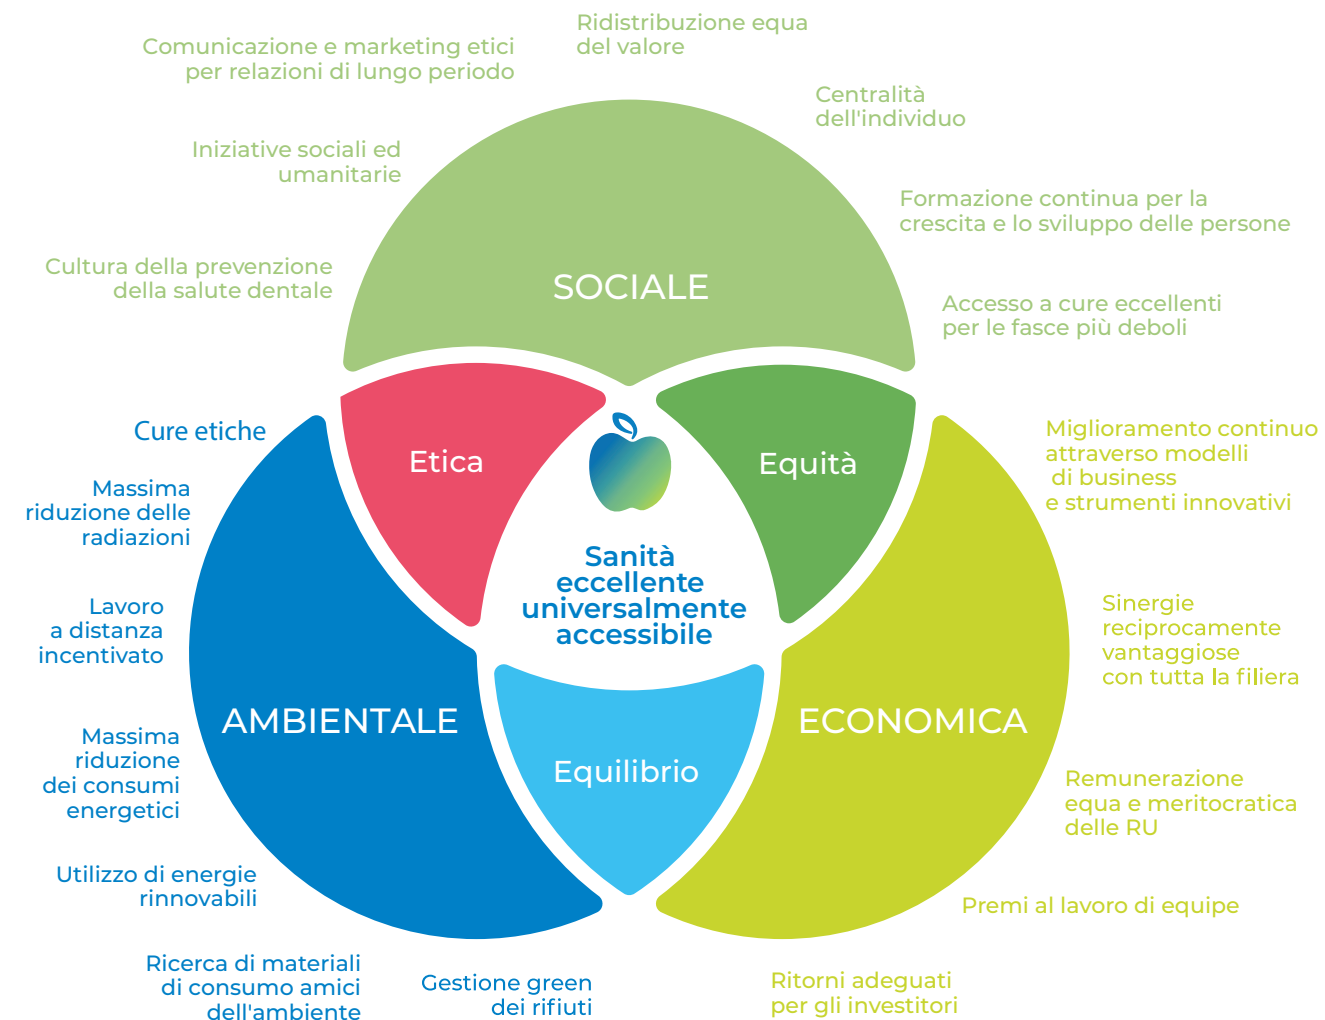 Ridistribuzione equa
del valore
Comunicazione e marketing etici
per relazioni di lungo periodo
Centralità
dell'individuo
Iniziative sociali ed
umanitarie
Formazione continua per la
crescita e lo sviluppo delle persone
Cultura della prevenzione
della salute dentale
SOCIALE
Accesso a cure eccellenti
per le fasce più deboli
Cure etiche
Etica
Equità
Miglioramento continuo
attraverso modelli
di business
e strumenti innovativi
Massima
riduzione delle
radiazioni
Sanità
eccellente
universalmente
accessibile
Lavoro
a distanza
incentivato
Sinergie
reciprocamente
vantaggiose
con tutta la filiera
AMBIENTALE
ECONOMICA
Massima
riduzione
dei consumi
energetici
Equilibrio
Remunerazione
equa e meritocratica
delle RU
Utilizzo di energie
rinnovabili
Premi al lavoro di equipe
Ricerca di materiali
di consumo amici
dell'ambiente
Gestione green
dei rifiuti
Ritorni adeguati
per gli investitori